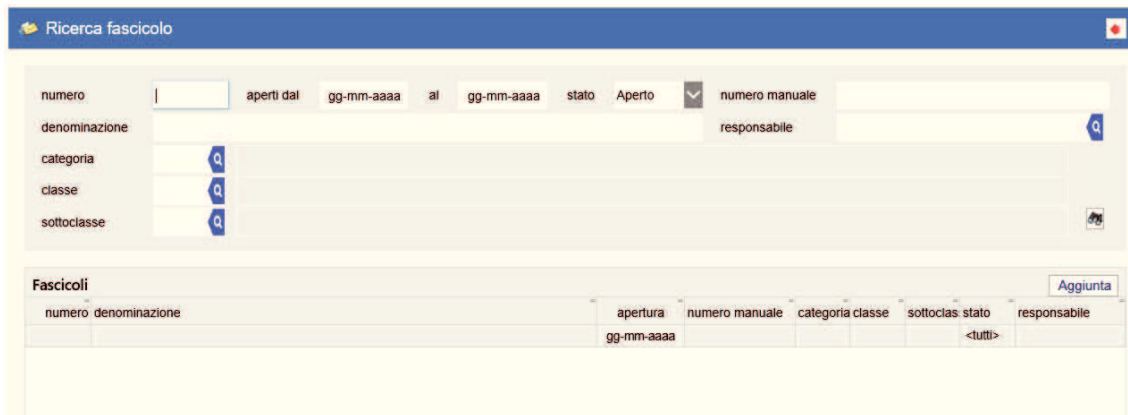 Ricerca fascicolo
numero aperti dal gg-mm-aaaa al gg-mm-aaaa stato Aperto numero manuale
denominazione responsabile
categoria
classe
sottoclasse
Fascicoli Aggiunta
numero denominazione apertura numero manuale categoria classe sottoclas stato responsabile
gg-mm-aaaa <tutti>